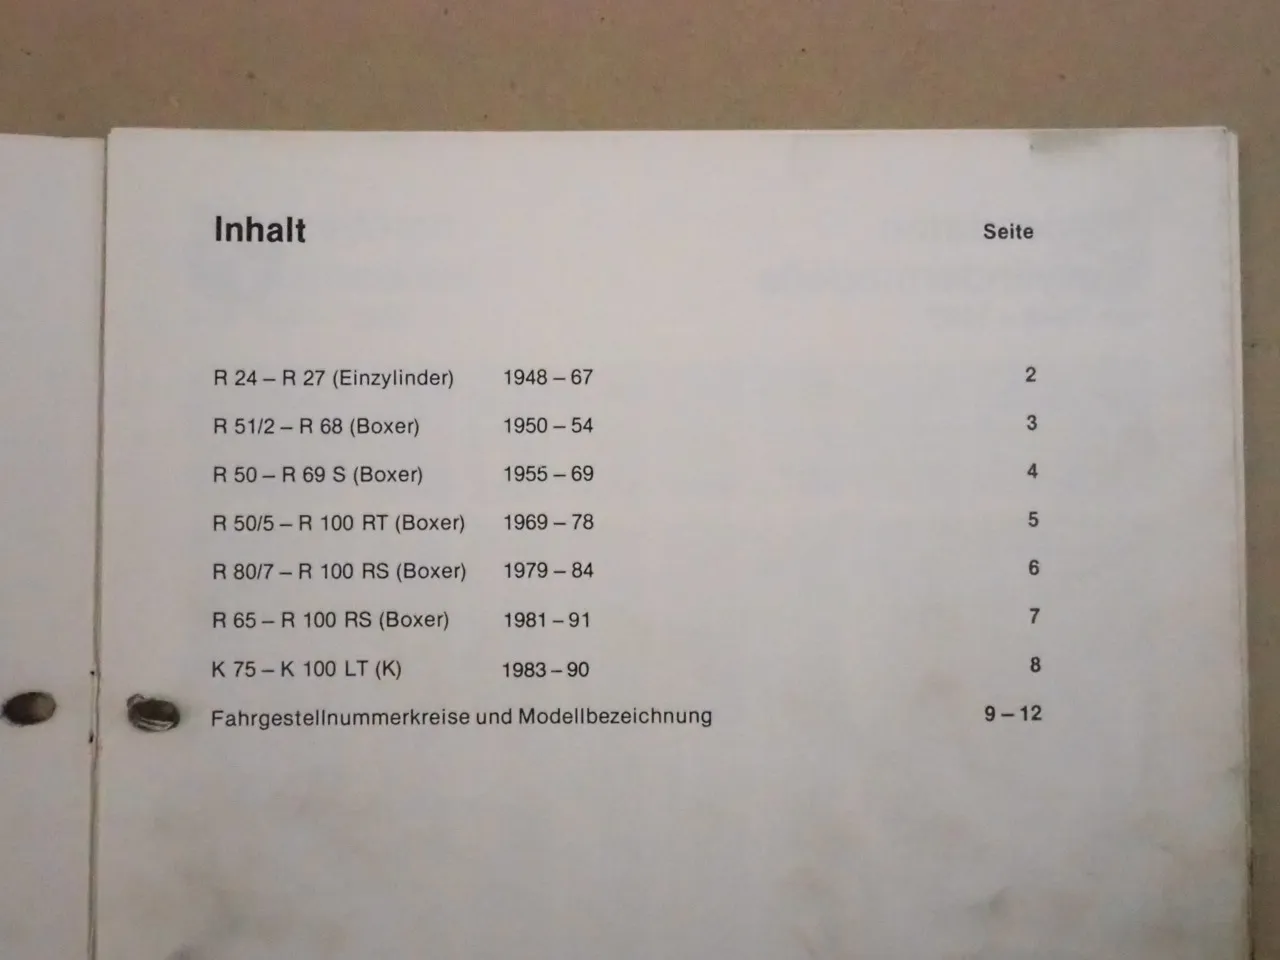 Inhalt Seite
R 24 – R 27 (Einzylinder) 1948 – 67 2
R 51/2 – R 68 (Boxer) 1950 – 54 3
R 50 – R 69 S (Boxer) 1955 – 69 4
R 50/5 – R 100 RT (Boxer) 1969 – 78 5
R 80/7 – R 100 RS (Boxer) 1979 – 84 6
R 65 – R 100 RS (Boxer) 1981 – 91 7
K 75 – K 100 LT (K) 1983 – 90 8
Fahrgestellnummerkreise und Modellbezeichnung 9 – 12